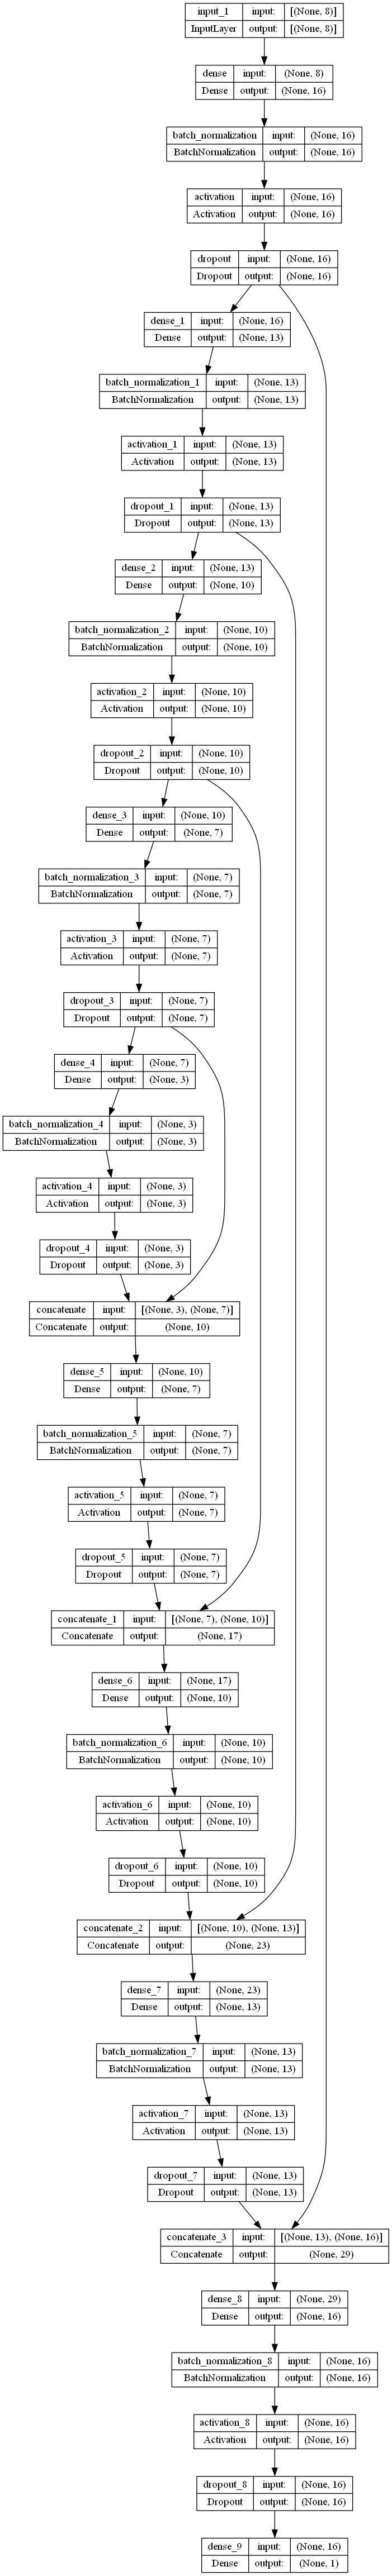 input_1 input: [(None, 8)]
InputLayer output: [(None, 8)]
dense input: (None, 8)
Dense output: (None, 16)
batch_normalization input: (None, 16)
BatchNormalization output: (None, 16)
activation input: (None, 16)
Activation output: (None, 16)
dropout input: (None, 16)
Dropout output: (None, 16)
dense_1 input: (None, 16)
Dense output: (None, 13)
batch_normalization_1 input: (None, 13)
BatchNormalization output: (None, 13)
activation_1 input: (None, 13)
Activation output: (None, 13)
dropout_1 input: (None, 13)
Dropout output: (None, 13)
dense_2 input: (None, 13)
Dense output: (None, 10)
batch_normalization_2 input: (None, 10)
BatchNormalization output: (None, 10)
activation_2 input: (None, 10)
Activation output: (None, 10)
dropout_2 input: (None, 10)
Dropout output: (None, 10)
dense_3 input: (None, 10)
Dense output: (None, 7)
batch_normalization_3 input: (None, 7)
BatchNormalization output: (None, 7)
activation_3 input: (None, 7)
Activation output: (None, 7)
dropout_3 input: (None, 7)
Dropout output: (None, 7)
dense_4 input: (None, 7)
Dense output: (None, 3)
batch_normalization_4 input: (None, 3)
BatchNormalization output: (None, 3)
activation_4 input: (None, 3)
Activation output: (None, 3)
dropout_4 input: (None, 3)
Dropout output: (None, 3)
concatenate input: [(None, 3), (None, 7)]
Concatenate output: (None, 10)
dense_5 input: (None, 10)
Dense output: (None, 7)
batch_normalization_5 input: (None, 7)
BatchNormalization output: (None, 7)
activation_5 input: (None, 7)
Activation output: (None, 7)
dropout_5 input: (None, 7)
Dropout output: (None, 7)
concatenate_1 input: [(None, 7), (None, 10)]
Concatenate output: (None, 17)
dense_6 input: (None, 17)
Dense output: (None, 10)
batch_normalization_6 input: (None, 10)
BatchNormalization output: (None, 10)
activation_6 input: (None, 10)
Activation output: (None, 10)
dropout_6 input: (None, 10)
Dropout output: (None, 10)
concatenate_2 input: [(None, 10), (None, 13)]
Concatenate output: (None, 23)
dense_7 input: (None, 23)
Dense output: (None, 13)
batch_normalization_7 input: (None, 13)
BatchNormalization output: (None, 13)
activation_7 input: (None, 13)
Activation output: (None, 13)
dropout_7 input: (None, 13)
Dropout output: (None, 13)
concatenate_3 input: [(None, 13), (None, 16)]
Concatenate output: (None, 29)
dense_8 input: (None, 29)
Dense output: (None, 16)
batch_normalization_8 input: (None, 16)
BatchNormalization output: (None, 16)
activation_8 input: (None, 16)
Activation output: (None, 16)
dropout_8 input: (None, 16)
Dropout output: (None, 16)
dense_9 input: (None, 16)
Dense output: (None, 1)